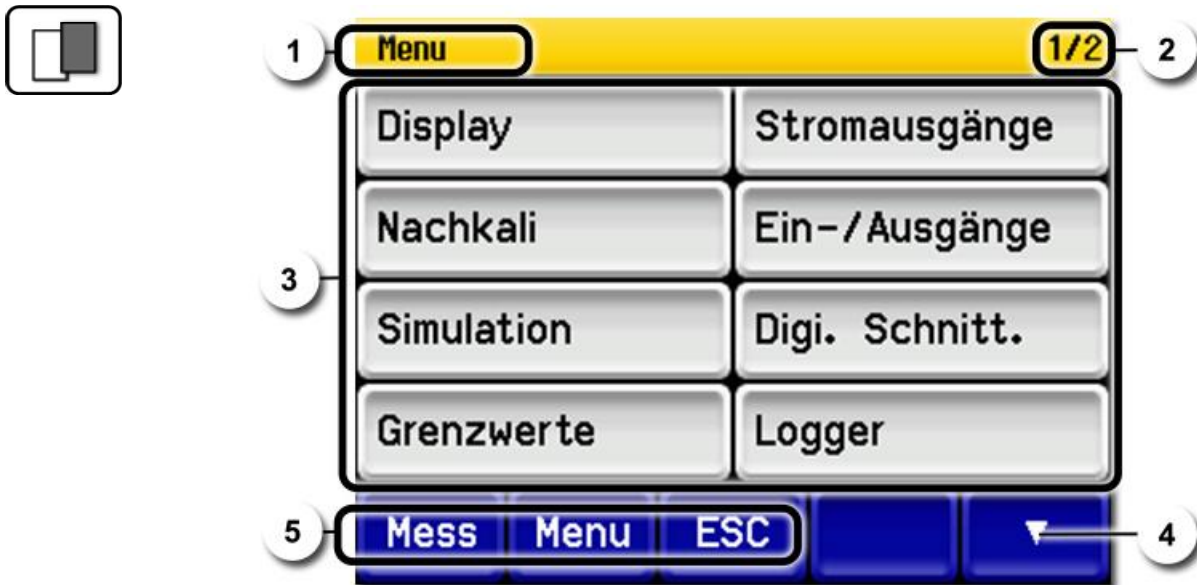 1 Menu 1/2 2
Display Stromausgänge
Nachkali Ein-/Ausgänge
3
Simulation Digi. Schnitt.
Grenzwerte Logger
5 Mess Menu ESC 4